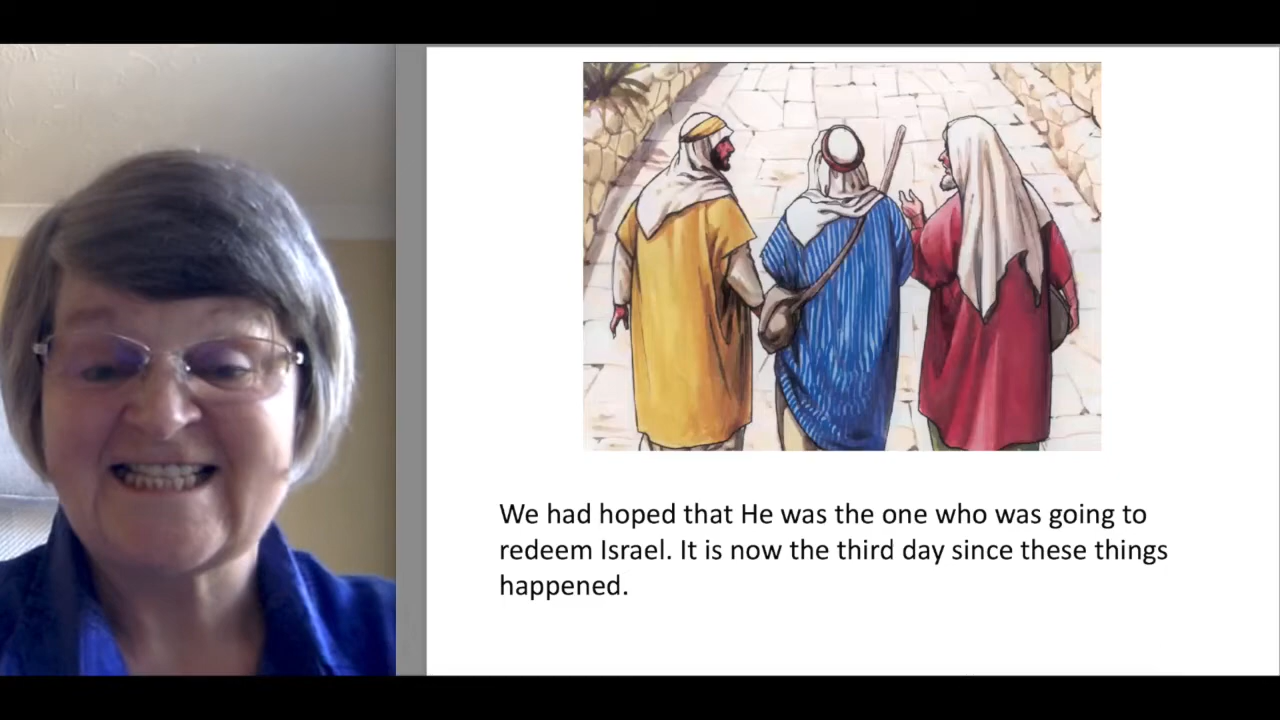 We had hoped that He was the one who was going to
redeem Israel. It is now the third day since these things
happened.